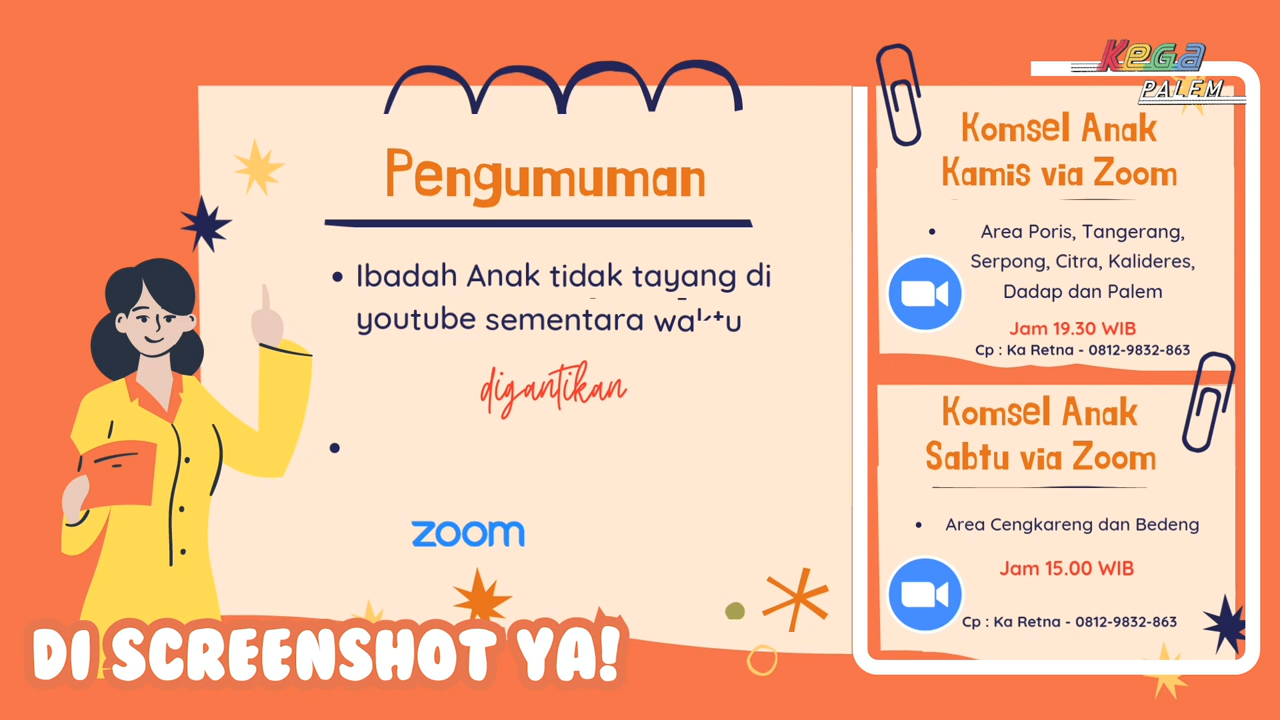 Kega
PALEM
Pengumuman
• Ibadah Anak tidak tayang di
youtube sementara
digantikan
•
zoom
DI SCREENSHOT YA!
Komsel Anak
Kamis via Zoom
• Area Poris, Tangerang,
Serpong, Citra, Kalideres,
Dadap dan Palem
Jam 19.30 WIB
Cp : Ka Retna - 0812-9832-863
Komsel Anak
Sabtu via Zoom
• Area Cengkareng dan Bedeng
Jam 15.00 WIB
Cp : Ka Retna - 0812-9832-863